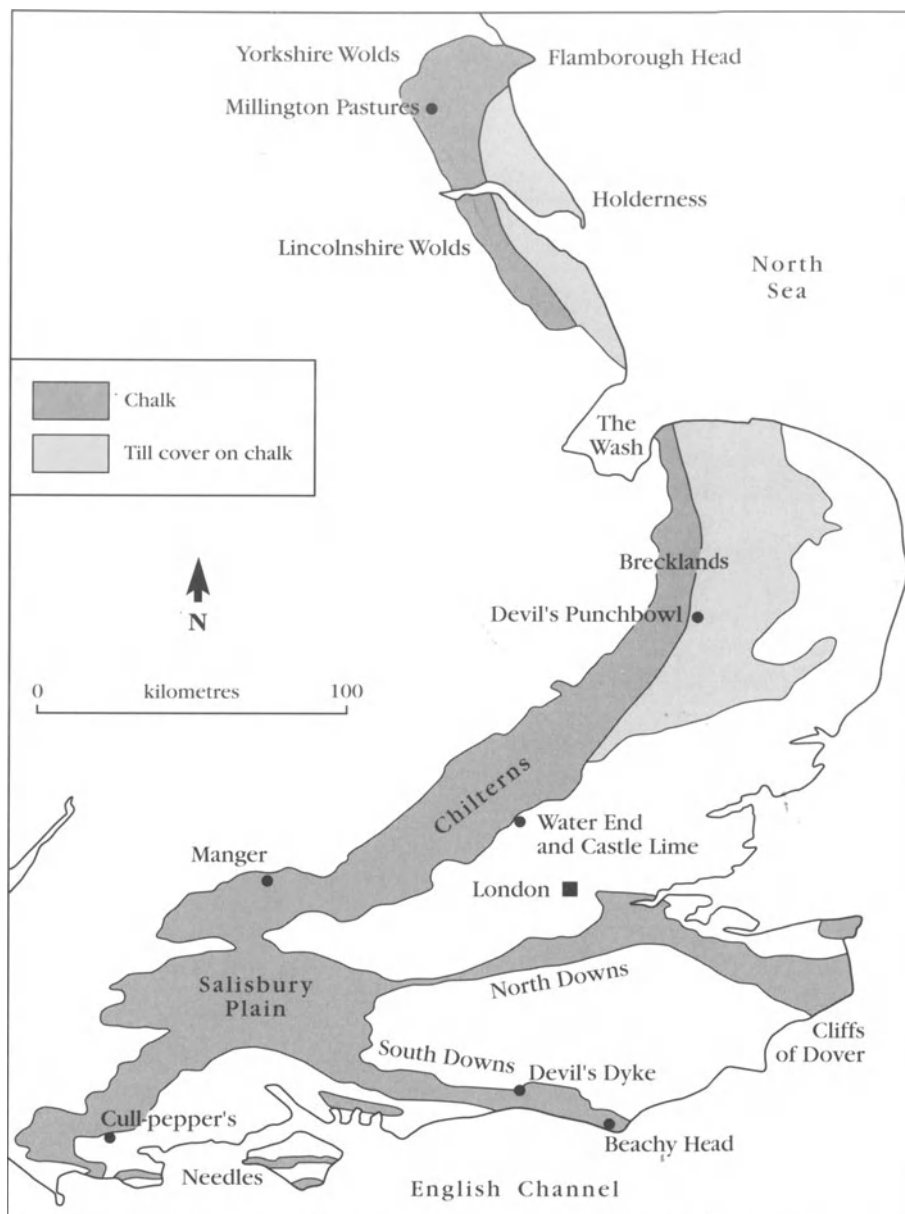 Yorkshire Wolds
Flamborough Head
Millington Pastures
Holderness
Lincolnshire Wolds
North
Sea
Chalk
Till cover on chalk
The
Wash
Brecklands
N
Devil's Punchbowl
0 kilometres 100
Chilterns
Water End
and Castle Lime
Manger
London
Salisbury
Plain
North Downs
Cliffs
of Dover
South Downs
Devil's Dyke
Cull-pepper's
Beachy Head
Needles
English Channel